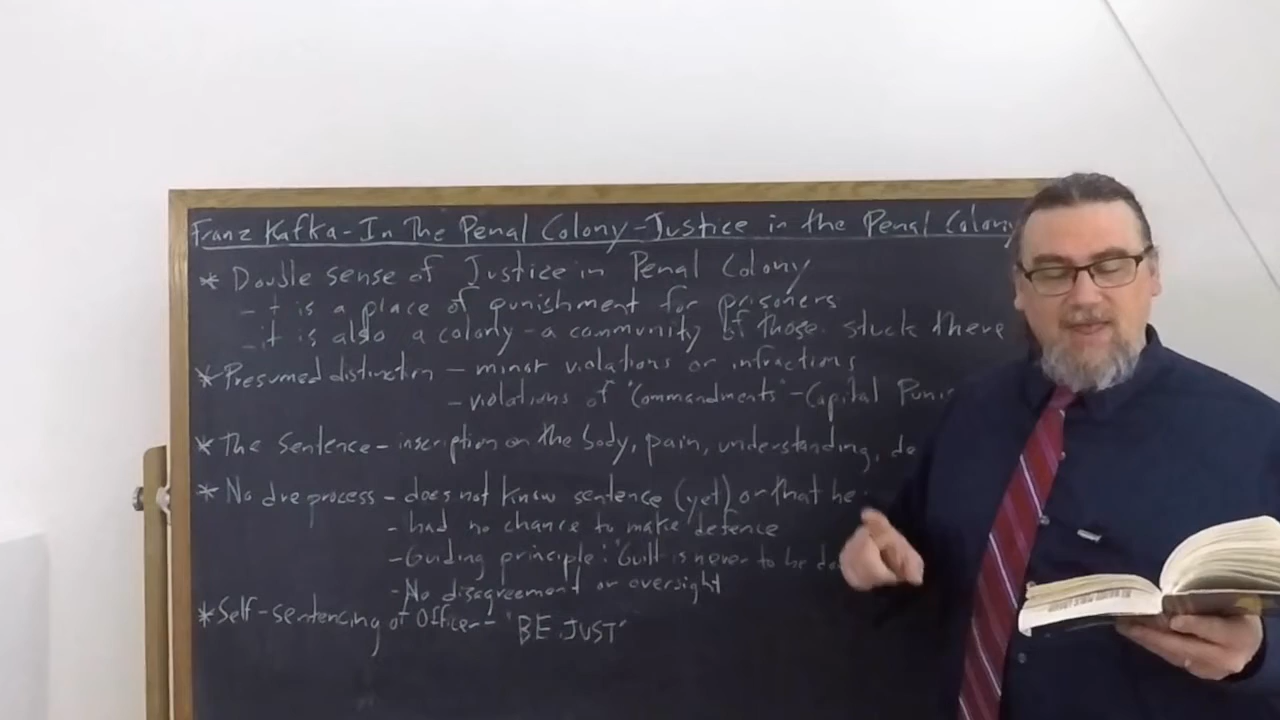 Franz Kafka-In The Penal Colony-Justice in the Penal Colony
* Double sense of Justice in Penal Colony
- it is a place of punishment for prisoners
- it is also a colony - a community of those stuck there
* Presumed distinction - minor violations or infractions
- violations of "Commandments" - Capital Punis
* The Sentence - inscription on the body, pain, understanding, de
* No due process - does not know sentence (yet) or that he
- had no chance to make defence
- Guiding principle: "Guilt is never to be do
- No disagreement or oversight
* Self-sentencing of Officer - "BE JUST"